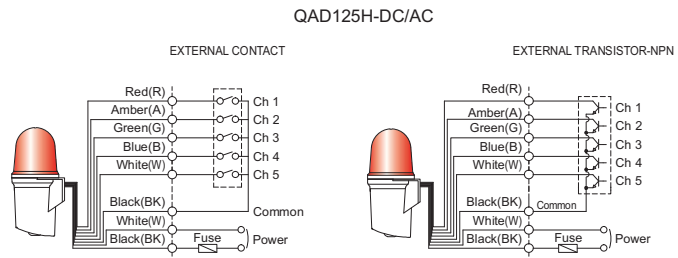 QAD125H-DC/AC
EXTERNAL CONTACT
Red(R)
Amber(A)
Green(G)
Blue(B)
White(W)
Ch 1
Ch 2
Ch 3
Ch 4
Ch 5
Black(BK)
Common
White(W)
Black(BK)
Fuse
Power
EXTERNAL TRANSISTOR-NPN
Red(R)
Amber(A)
Green(G)
Blue(B)
White(W)
Ch 1
Ch 2
Ch 3
Ch 4
Ch 5
Black(BK)
Common
White(W)
Black(BK)
Fuse
Power